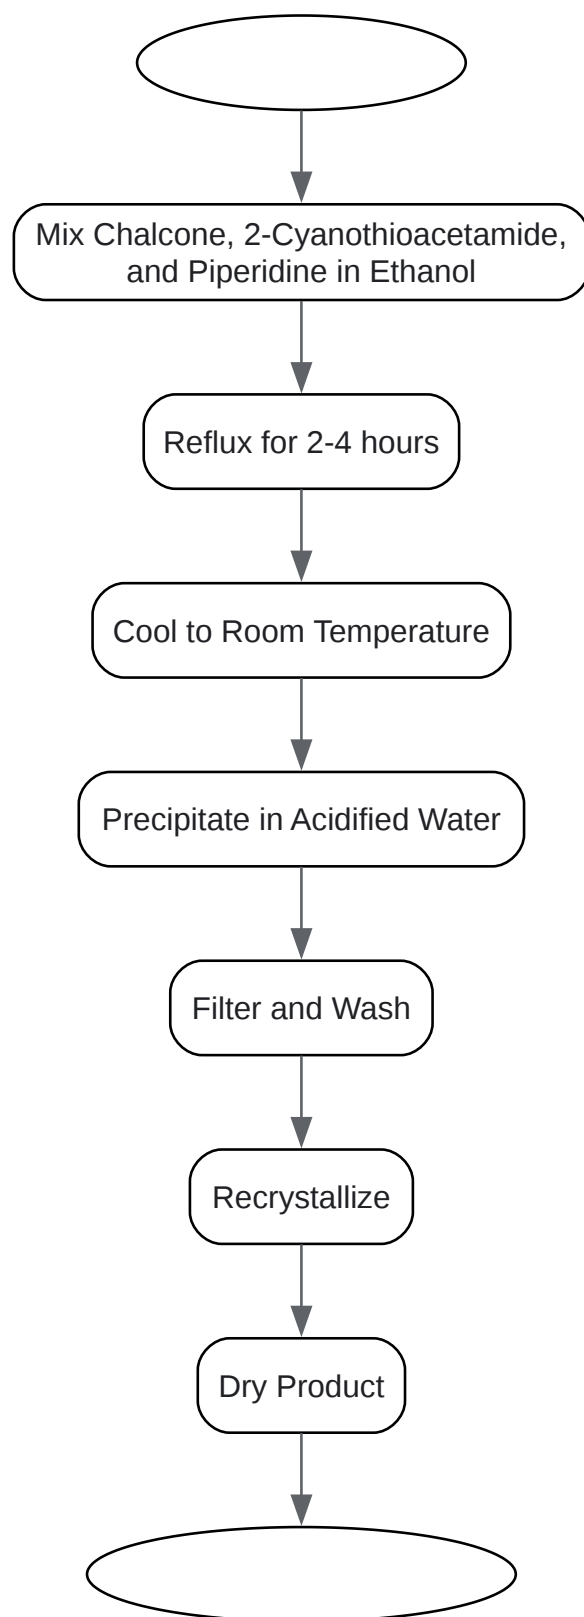 Mix Chalcone, 2-Cyanothioacetamide,
and Piperidine in Ethanol
Reflux for 2-4 hours
Cool to Room Temperature
Precipitate in Acidified Water
Filter and Wash
Recrystallize
Dry Product